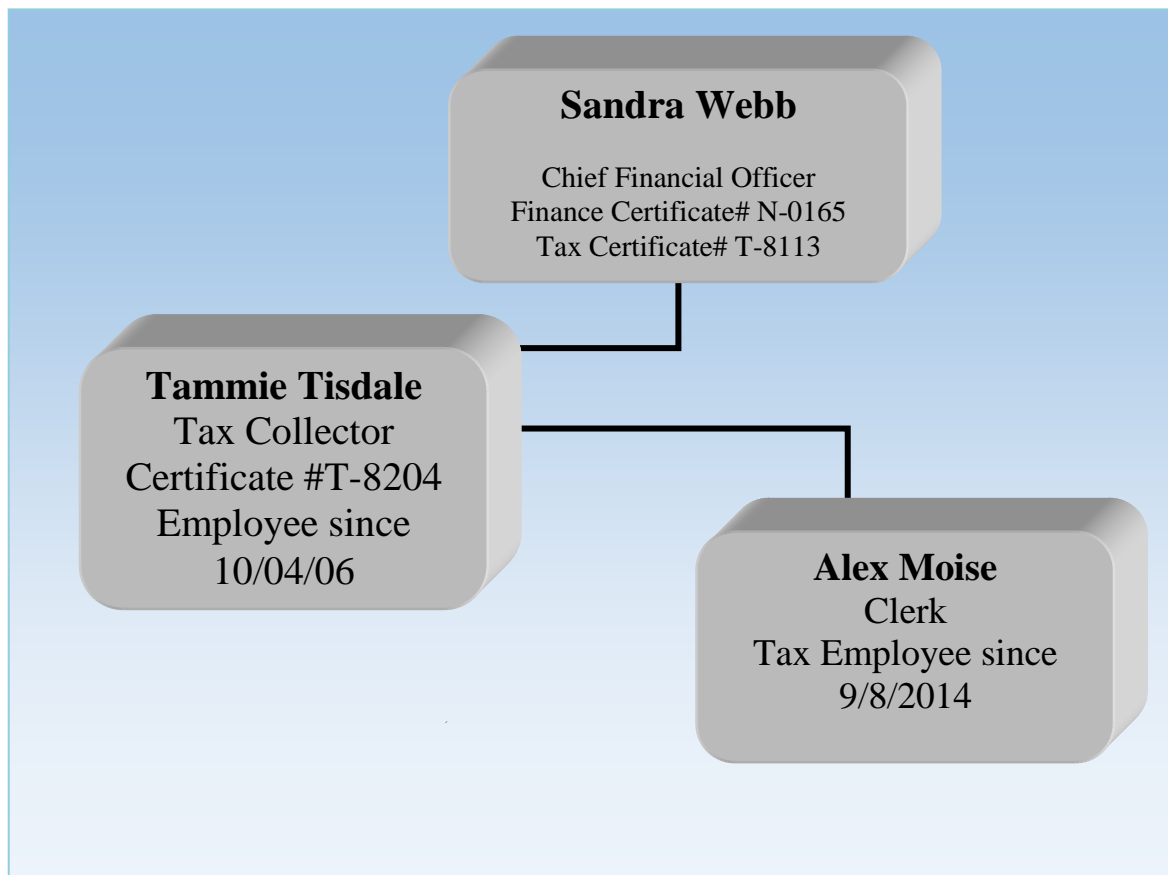 Sandra Webb
Chief Financial Officer
Finance Certificate# N-0165
Tax Certificate# T-8113
Tammie Tisdale
Tax Collector
Certificate #T-8204
Employee since
10/04/06
Alex Moise
Clerk
Tax Employee since
9/8/2014